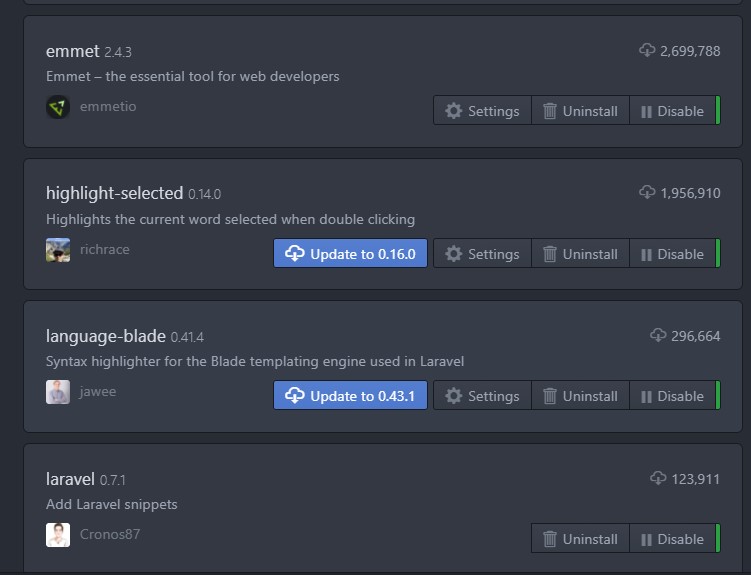 emmet 2.4.3 2,699,788
Emmet – the essential tool for web developers
emmetio Settings Uninstall Disable
highlight-selected 0.14.0 1,956,910
Highlights the current word selected when double clicking
richrace Update to 0.16.0 Settings Uninstall Disable
language-blade 0.41.4 296,664
Syntax highlighter for the Blade templating engine used in Laravel
jawee Update to 0.43.1 Settings Uninstall Disable
laravel 0.7.1 123,911
Add Laravel snippets
Cronos87 Uninstall Disable